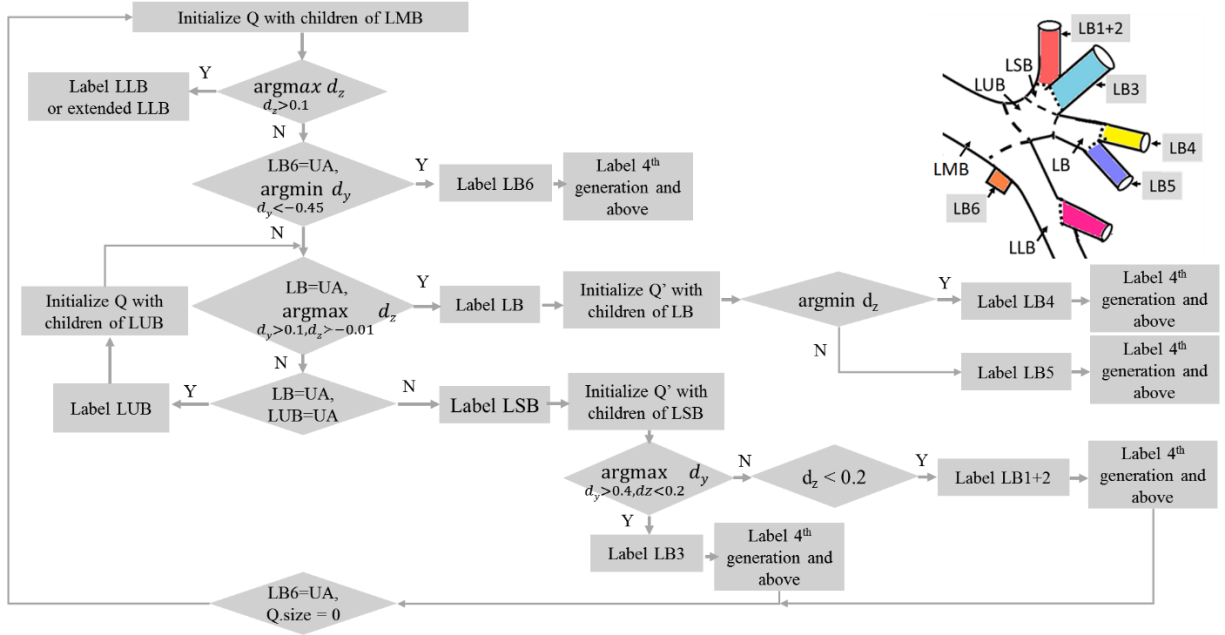 Initialize Q with children of LMB
Y
Label LLB
or extended LLB
argmax d_z
d_z>0.1
N
LB6=UA,
argmin d_y
d_y<−0.45
Y
Label LB6
Label 4th
generation and
above
N
Initialize Q with
children of LUB
LB=UA,
argmax d_z
d_y>0.1,d_z>−0.01
Y
Label LB
Initialize Q’ with
children of LB
argmin d_z
Y
Label LB4
Label 4th
generation and
above
N
Label LB5
Label 4th
generation and
above
N
Label LUB
Y
LB=UA,
LUB=UA
N
Label LSB
Initialize Q’ with
children of LSB
argmax d_y
d_y>0.4,dz<0.2
N
d_z < 0.2
Y
Label LB1+2
Label 4th
generation and
above
Y
Label LB3
Label 4th
generation and
above
LB6=UA,
Q.size = 0
LB1+2
LSB
LUB
LB3
LB4
LB
LMB
LB5
LB6
LLB